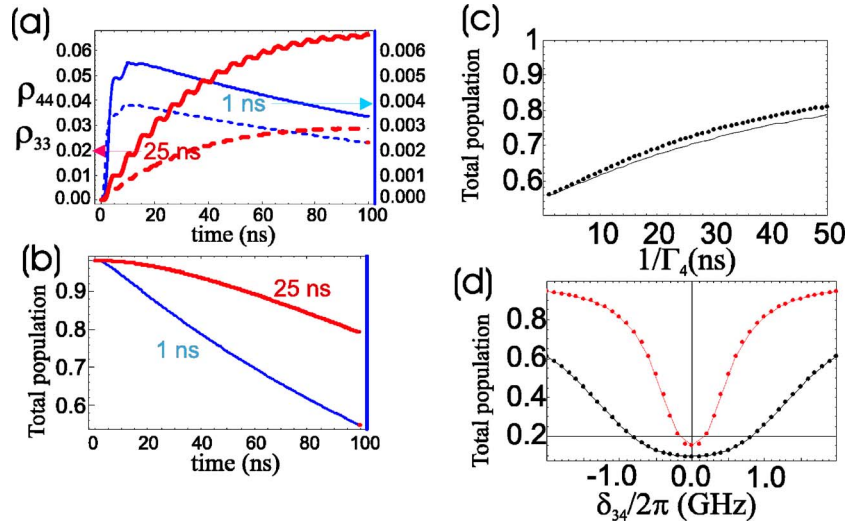 (a)
0.06
0.05
ρ44
0.04
ρ33
0.03
0.02
0.01
0.00
1 ns
25 ns
0.006
0.005
0.004
0.003
0.002
0.001
0.000
0 20 40 60 80 100
time (ns)
(b)
Total population
0.9
0.8
0.7
0.6
25 ns
1 ns
0 20 40 60 80 100
time (ns)
(c)
Total population
1
0.9
0.8
0.7
0.6
10 20 30 40 50
1/Γ4(ns)
(d)
Total population
0.8
0.6
0.4
0.2
-1.0 0.0 1.0
δ34/2π (GHz)